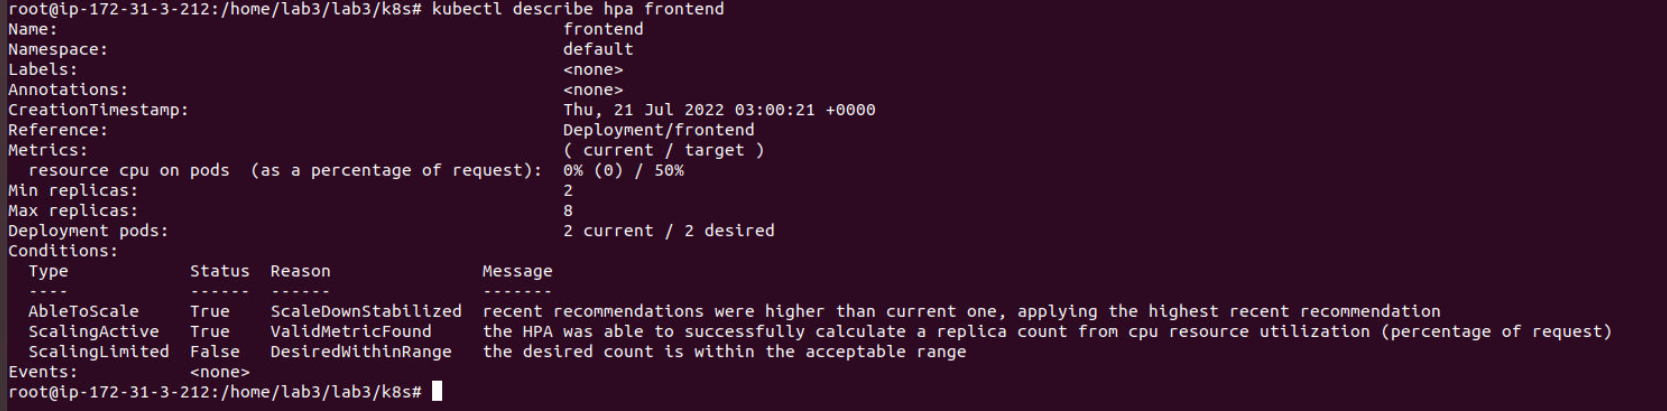 root@ip-172-31-3-212:/home/lab3/lab3/k8s# kubectl describe hpa frontend
Name:                                                  frontend
Namespace:                                             default
Labels:                                                <none>
Annotations:                                           <none>
CreationTimestamp:                                     Thu, 21 Jul 2022 03:00:21 +0000
Reference:                                             Deployment/frontend
Metrics:                                               ( current / target )
  resource cpu on pods  (as a percentage of request):  0% (0) / 50%
Min replicas:                                          2
Max replicas:                                          8
Deployment pods:                                       2 current / 2 desired
Conditions:
  Type            Status  Reason               Message
  ----            ------  ------               -------
  AbleToScale     True    ScaleDownStabilized  recent recommendations were higher than current one, applying the highest recent recommendation
  ScalingActive   True    ValidMetricFound     the HPA was able to successfully calculate a replica count from cpu resource utilization (percentage of request)
  ScalingLimited  False   DesiredWithinRange   the desired count is within the acceptable range
Events:           <none>
root@ip-172-31-3-212:/home/lab3/lab3/k8s#